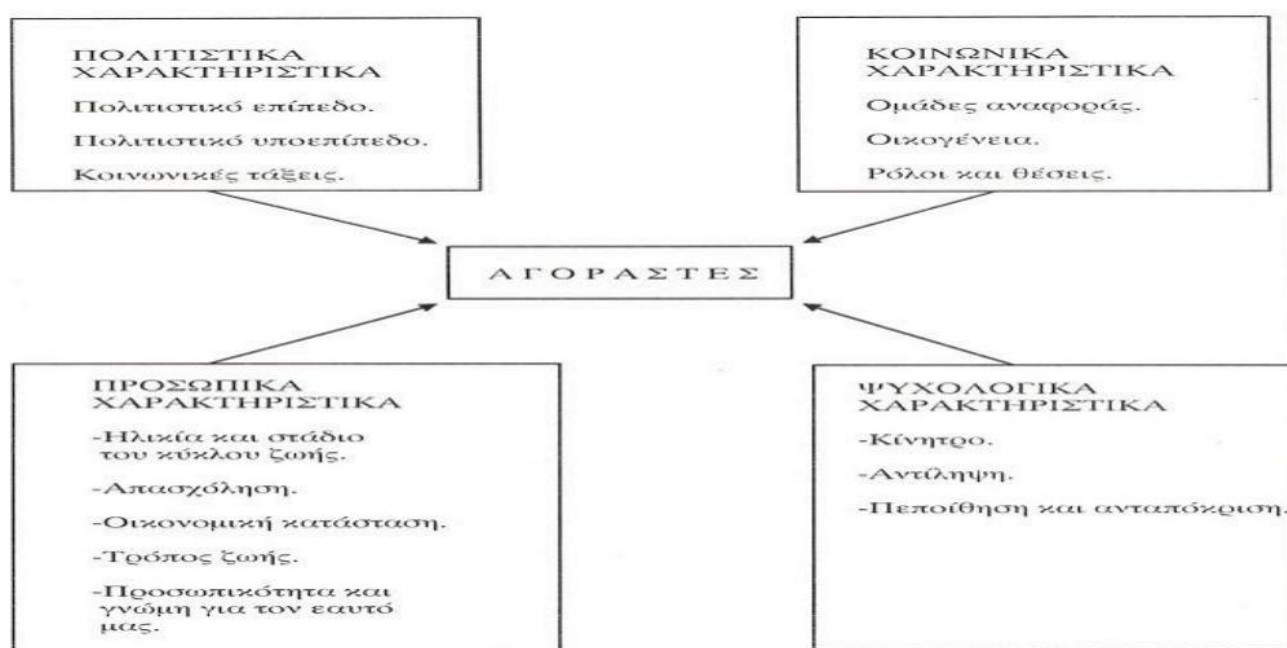 ΠΟΛΙΤΙΣΤΙΚΑ
ΧΑΡΑΚΤΗΡΙΣΤΙΚΑ
Πολιτιστικό επίπεδο.
Πολιτιστικό υποεπίπεδο.
Κοινωνικές τάξεις.
ΚΟΙΝΩΝΙΚΑ
ΧΑΡΑΚΤΗΡΙΣΤΙΚΑ
Ομάδες αναφοράς.
Οικογένεια.
Ρόλοι και θέσεις.
ΑΓΟΡΑΣΤΕΣ
ΠΡΟΣΩΠΙΚΑ
ΧΑΡΑΚΤΗΡΙΣΤΙΚΑ
-Ηλικία και στάδιο
του κύκλου ζωής.
-Απασχόληση.
-Οικονομική κατάσταση.
-Τρόπος ζωής.
-Προσωπικότητα και
γνώμη για τον εαυτό
μας.
ΨΥΧΟΛΟΓΙΚΑ
ΧΑΡΑΚΤΗΡΙΣΤΙΚΑ
-Κίνητρο.
-Αντίληψη.
-Πεποίθηση και ανταπόκριση.